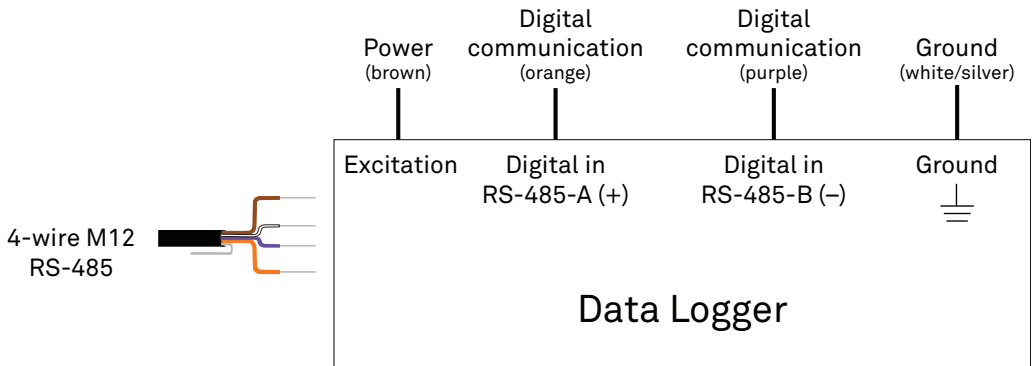 Power
(brown)
Digital
communication
(orange)
Digital
communication
(purple)
Ground
(white/silver)
Excitation
Digital in
RS-485-A (+)
Digital in
RS-485-B (–)
Ground
4-wire M12
RS-485
Data Logger